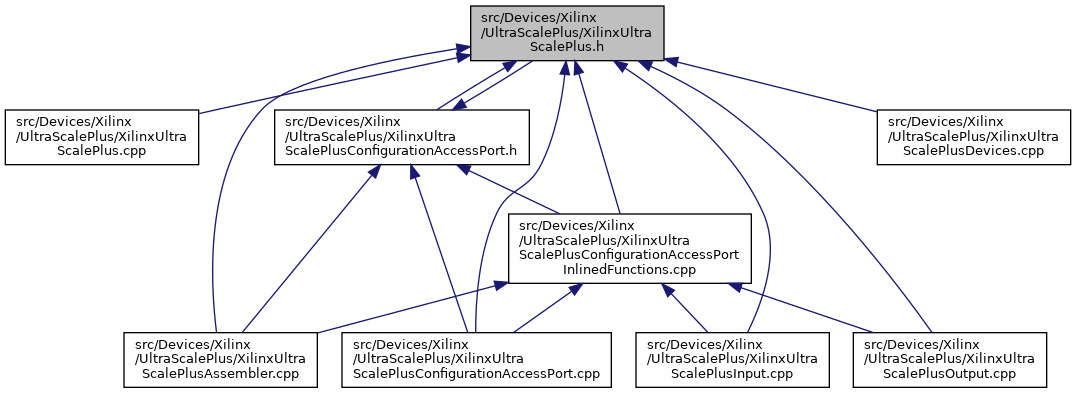 src/Devices/Xilinx
/UltraScalePlus/XilinxUltra
ScalePlus.h
src/Devices/Xilinx
/UltraScalePlus/XilinxUltra
ScalePlus.cpp
src/Devices/Xilinx
/UltraScalePlus/XilinxUltra
ScalePlusConfigurationAccessPort.h
src/Devices/Xilinx
/UltraScalePlus/XilinxUltra
ScalePlusDevices.cpp
src/Devices/Xilinx
/UltraScalePlus/XilinxUltra
ScalePlusConfigurationAccessPort
InlinedFunctions.cpp
src/Devices/Xilinx
/UltraScalePlus/XilinxUltra
ScalePlusAssembler.cpp
src/Devices/Xilinx
/UltraScalePlus/XilinxUltra
ScalePlusConfigurationAccessPort.cpp
src/Devices/Xilinx
/UltraScalePlus/XilinxUltra
ScalePlusInput.cpp
src/Devices/Xilinx
/UltraScalePlus/XilinxUltra
ScalePlusOutput.cpp